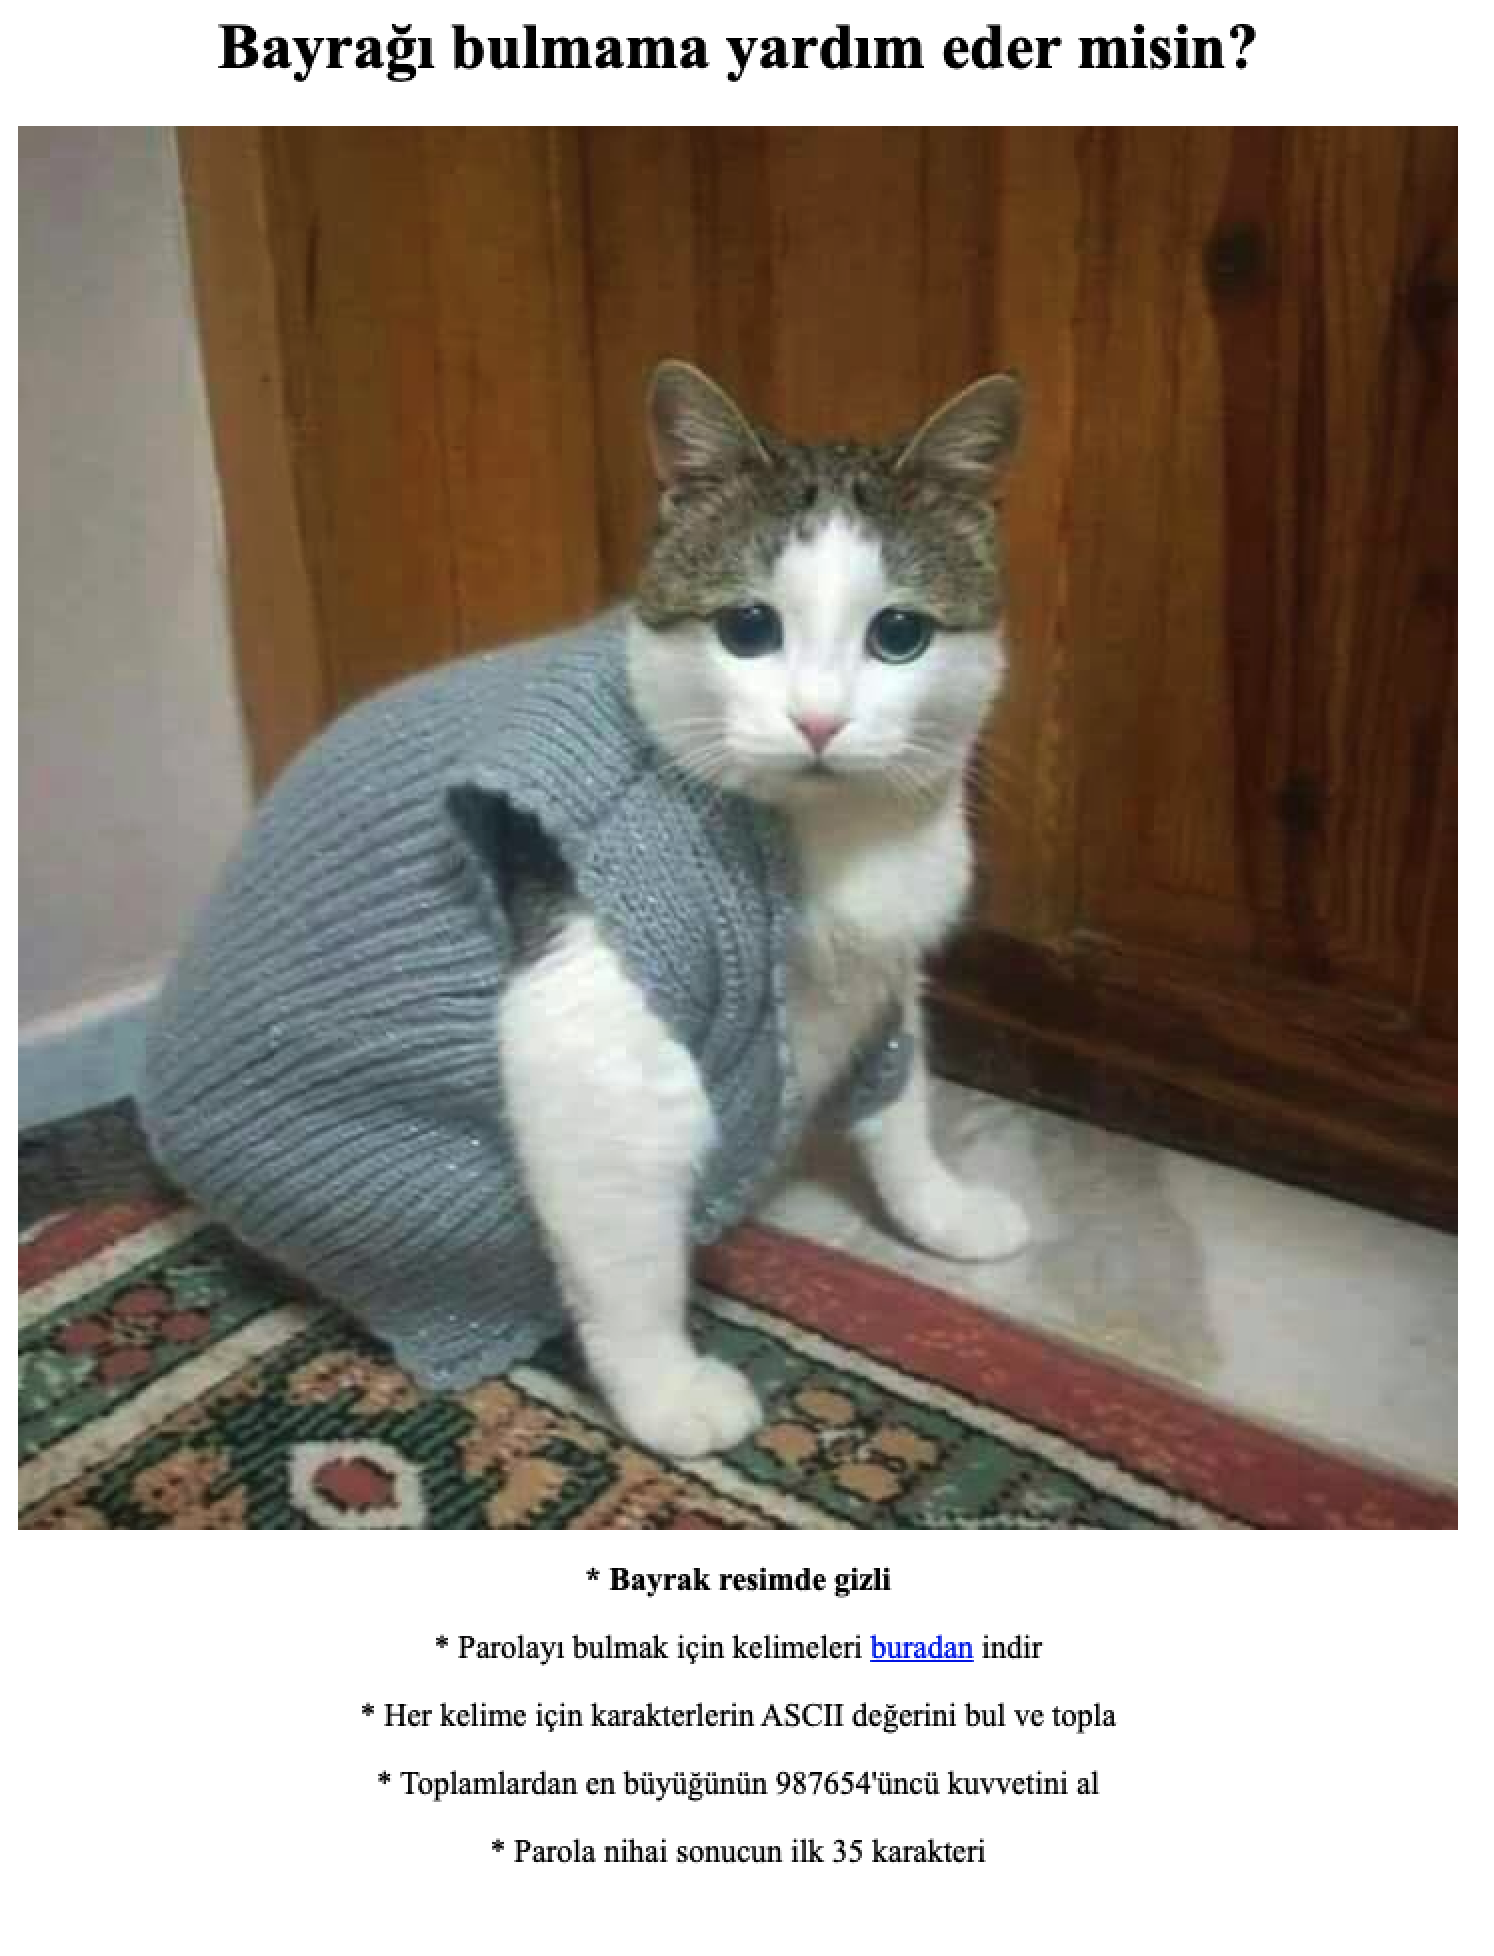 Bayrağı bulmama yardım eder misin?
* Bayrak resimde gizli
* Parolayı bulmak için kelimeleri buradan indir
* Her kelime için karakterlerin ASCII değerini bul ve topla
* Toplamlardan en büyüğünün 987654'üncü kuvvetini al
* Parola nihai sonucun ilk 35 karakteri